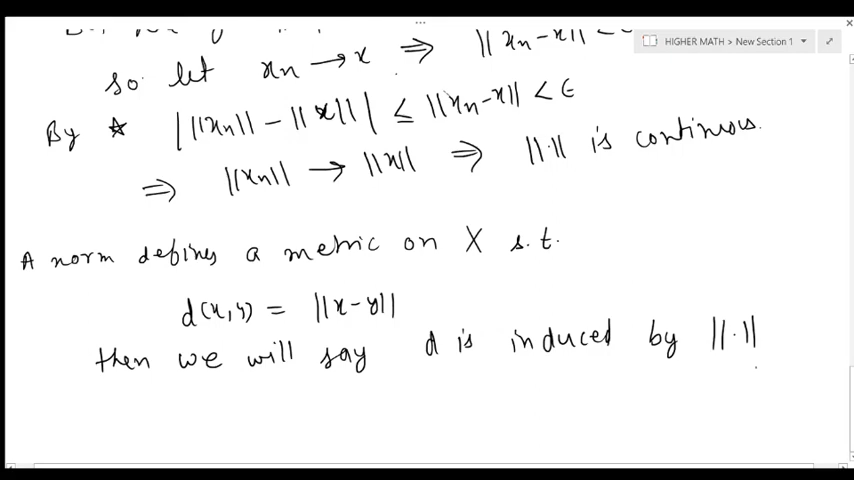 HIGHER MATH > New Section 1
so let xn → x ⇒ ||xn-x|| <
By ★ | ||xn|| - ||x|| | ≤ ||xn-x|| < ∈
⇒ ||xn|| → ||x|| ⇒ ||·|| is continuous.
A norm defines a metric on X s.t.
d(x,y) = ||x-y||
then we will say d is induced by ||·||